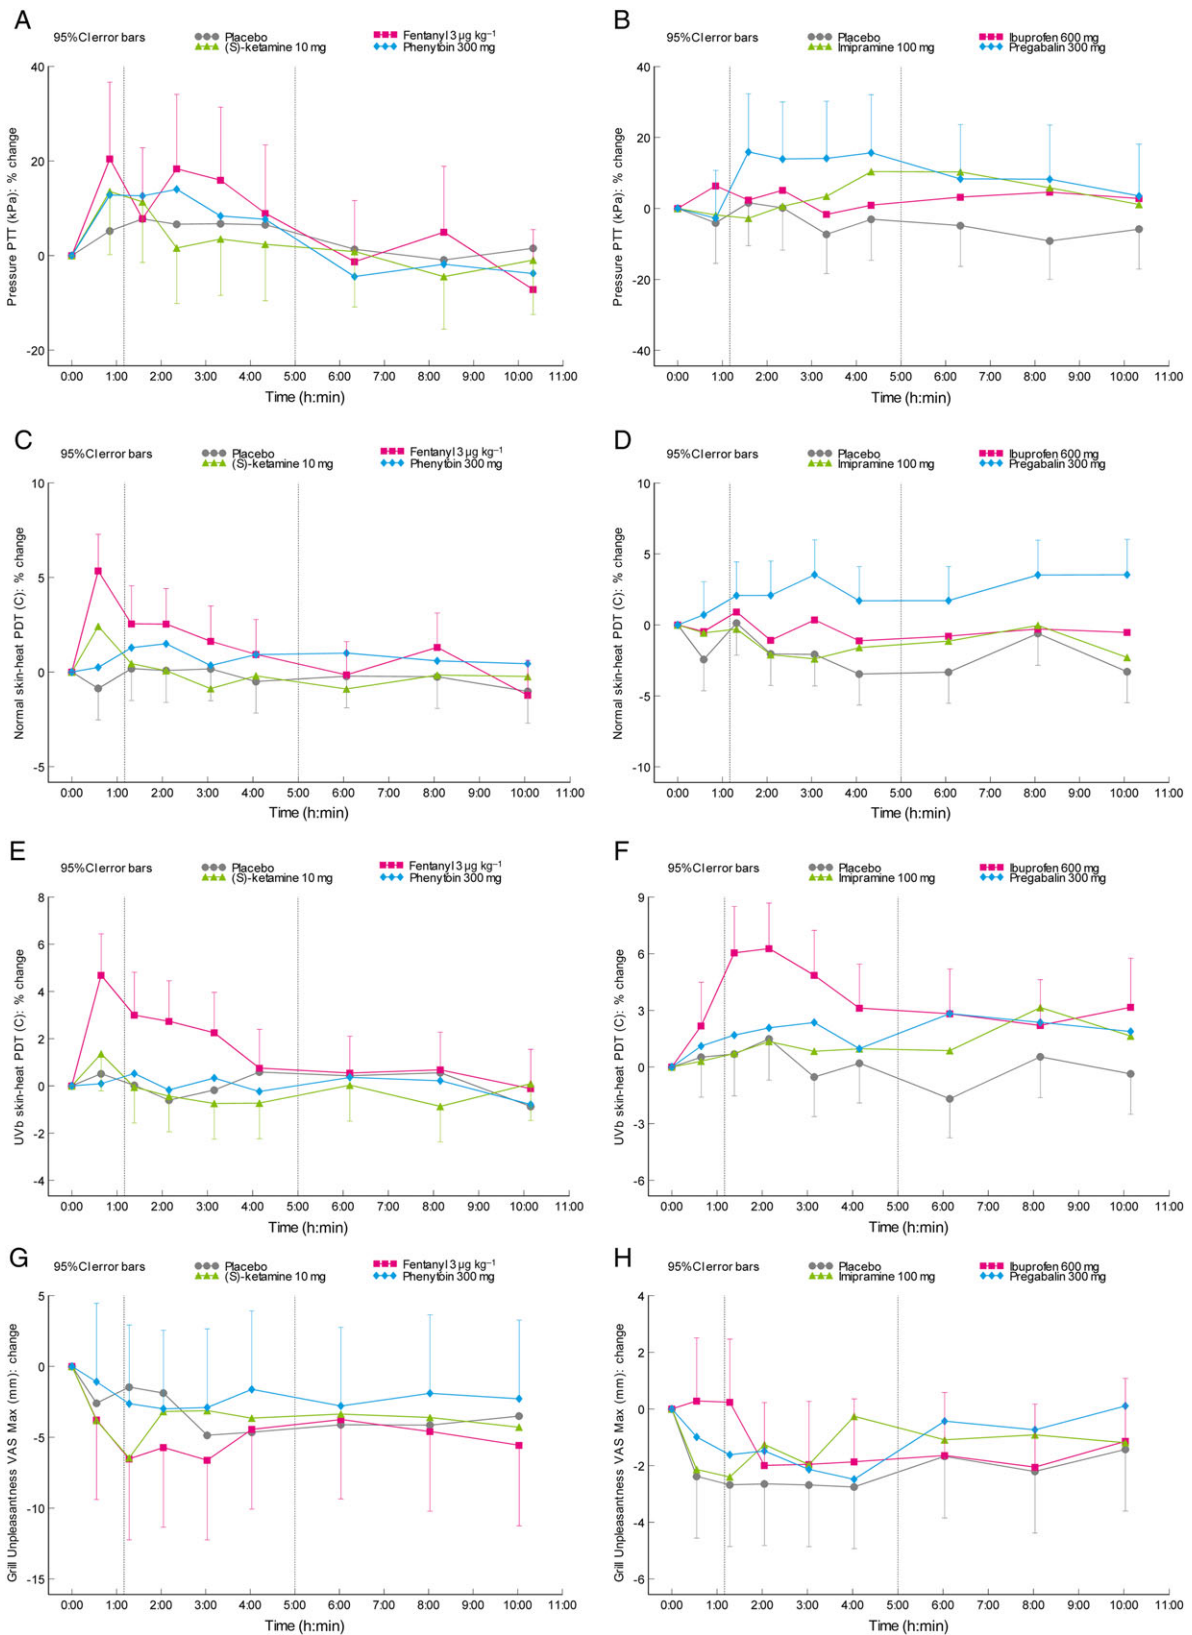 A
95%CI error bars
Placebo
Fentanyl 3 µg kg⁻¹
(S)-ketamine 10 mg
Phenytoin 300 mg
Pressure PTT (kPa): % change
40
20
0
-20
0:00 1:00 2:00 3:00 4:00 5:00 6:00 7:00 8:00 9:00 10:00 11:00
Time (h:min)
B
95%CI error bars
Placebo
Ibuprofen 600 mg
Imipramine 100 mg
Pregabalin 300 mg
Pressure PTT (kPa): % change
40
20
0
-20
-40
0:00 1:00 2:00 3:00 4:00 5:00 6:00 7:00 8:00 9:00 10:00 11:00
Time (h:min)
C
95%CI error bars
Placebo
Fentanyl 3 µg kg⁻¹
(S)-ketamine 10 mg
Phenytoin 300 mg
Normal skin-heat PDT (C): % change
10
5
0
-5
0:00 1:00 2:00 3:00 4:00 5:00 6:00 7:00 8:00 9:00 10:00 11:00
Time (h:min)
D
95%CI error bars
Placebo
Ibuprofen 600 mg
Imipramine 100 mg
Pregabalin 300 mg
Normal skin-heat PDT (C): % change
10
5
0
-5
-10
0:00 1:00 2:00 3:00 4:00 5:00 6:00 7:00 8:00 9:00 10:00 11:00
Time (h:min)
E
95%CI error bars
Placebo
Fentanyl 3 µg kg⁻¹
(S)-ketamine 10 mg
Phenytoin 300 mg
UVb skin-heat PDT (C): % change
8
6
4
2
0
-2
-4
0:00 1:00 2:00 3:00 4:00 5:00 6:00 7:00 8:00 9:00 10:00 11:00
Time (h:min)
F
95%CI error bars
Placebo
Ibuprofen 600 mg
Imipramine 100 mg
Pregabalin 300 mg
UVb skin-heat PDT (C): % change
9
6
3
0
-3
-6
0:00 1:00 2:00 3:00 4:00 5:00 6:00 7:00 8:00 9:00 10:00 11:00
Time (h:min)
G
95%CI error bars
Placebo
Fentanyl 3 µg kg⁻¹
(S)-ketamine 10 mg
Phenytoin 300 mg
Grill Unpleasantness VAS Max (mm): change
5
0
-5
-10
-15
0:00 1:00 2:00 3:00 4:00 5:00 6:00 7:00 8:00 9:00 10:00 11:00
Time (h:min)
H
95%CI error bars
Placebo
Ibuprofen 600 mg
Imipramine 100 mg
Pregabalin 300 mg
Grill Unpleasantness VAS Max (mm): change
4
2
0
-2
-4
-6
0:00 1:00 2:00 3:00 4:00 5:00 6:00 7:00 8:00 9:00 10:00 11:00
Time (h:min)